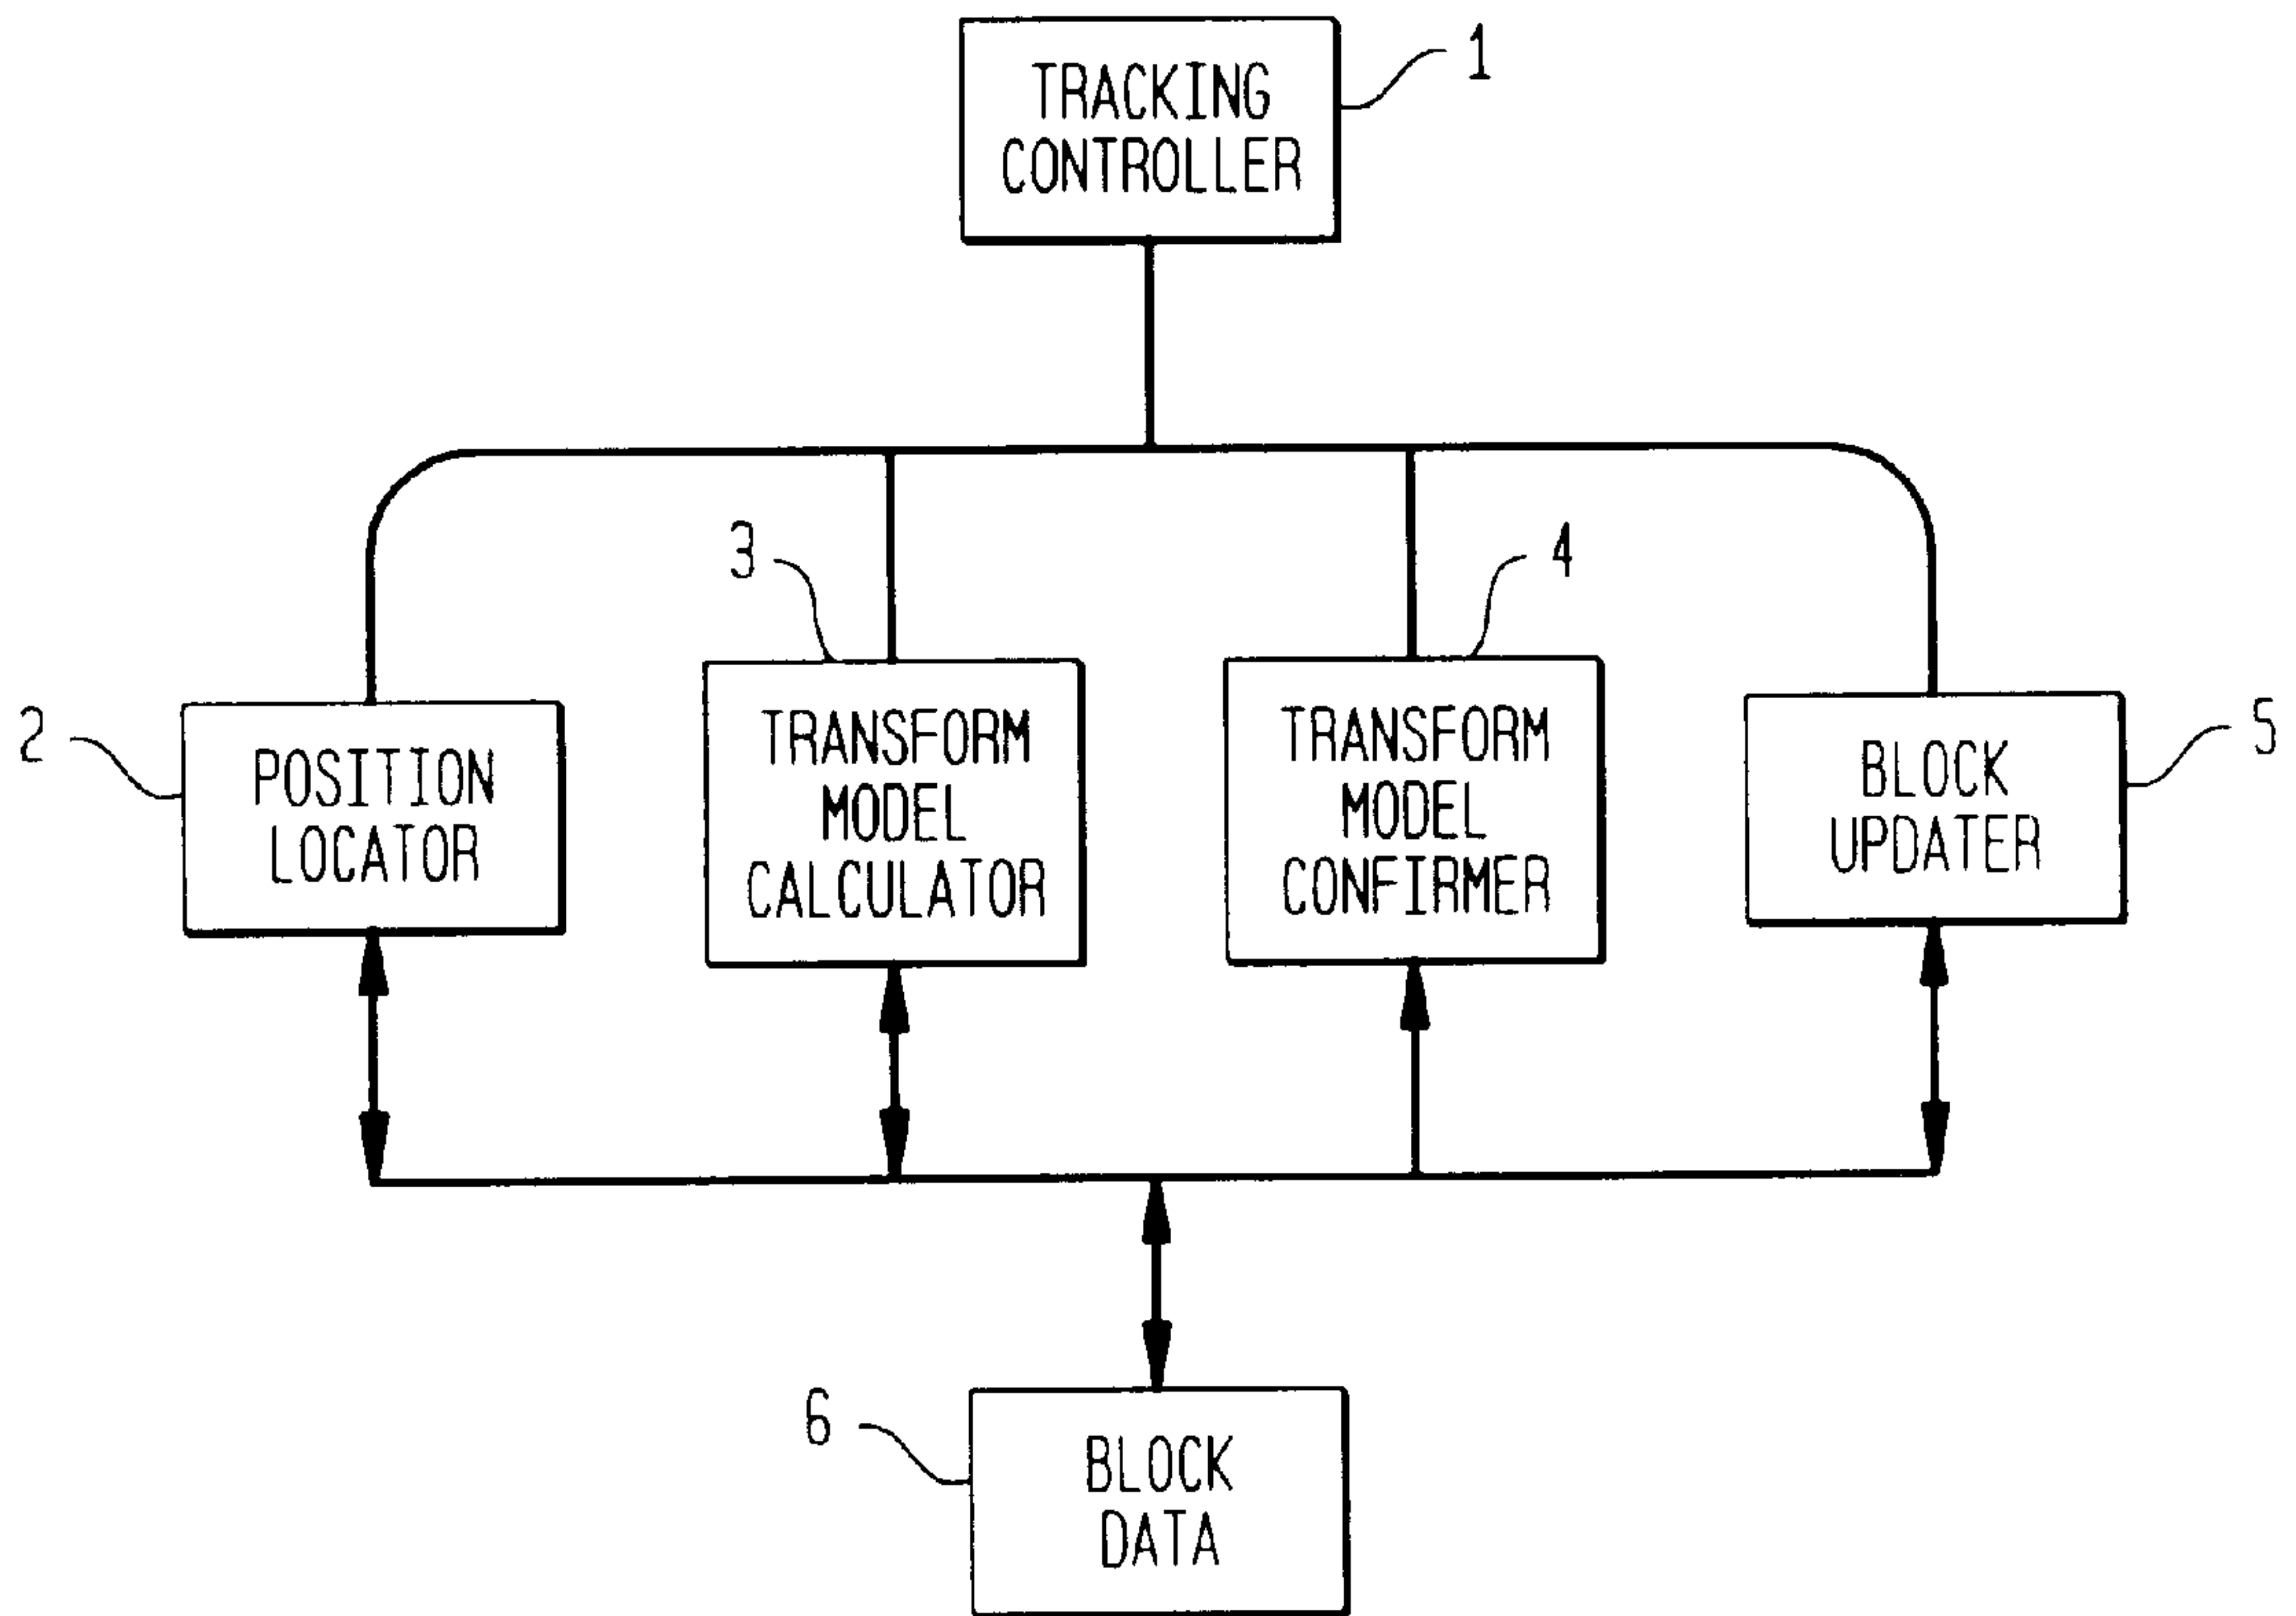 TRACKING
CONTROLLER
1
2
POSITION
LOCATOR
3
TRANSFORM
MODEL
CALCULATOR
4
TRANSFORM
MODEL
CONFIRMER
5
BLOCK
UPDATER
6
BLOCK
DATA